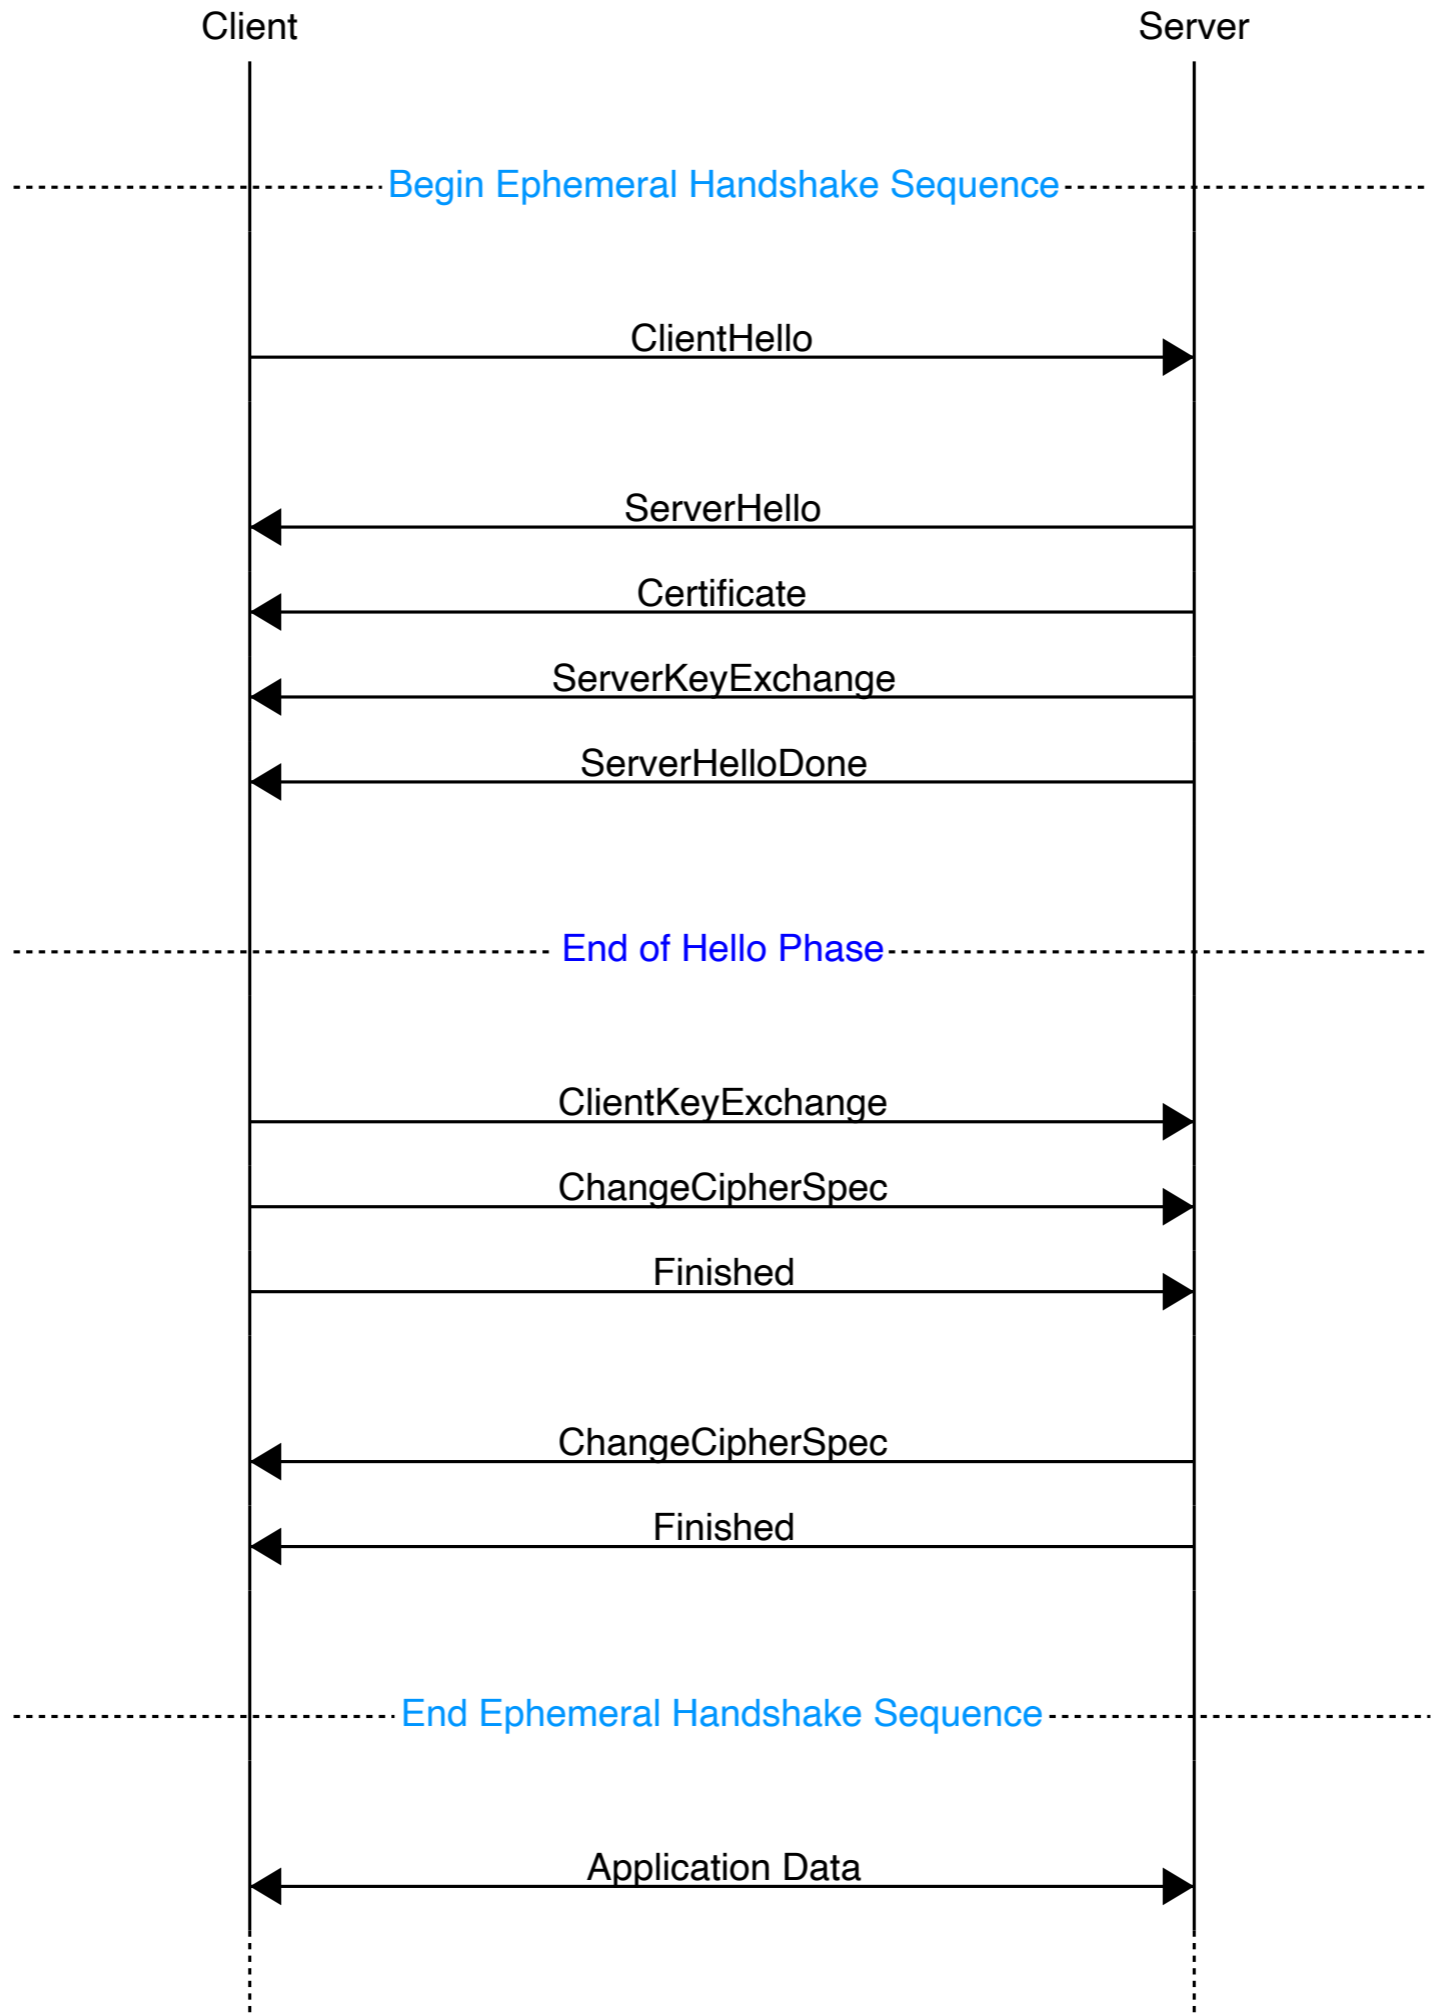 Client
Server
Begin Ephemeral Handshake Sequence
ClientHello
ServerHello
Certificate
ServerKeyExchange
ServerHelloDone
End of Hello Phase
ClientKeyExchange
ChangeCipherSpec
Finished
ChangeCipherSpec
Finished
End Ephemeral Handshake Sequence
Application Data